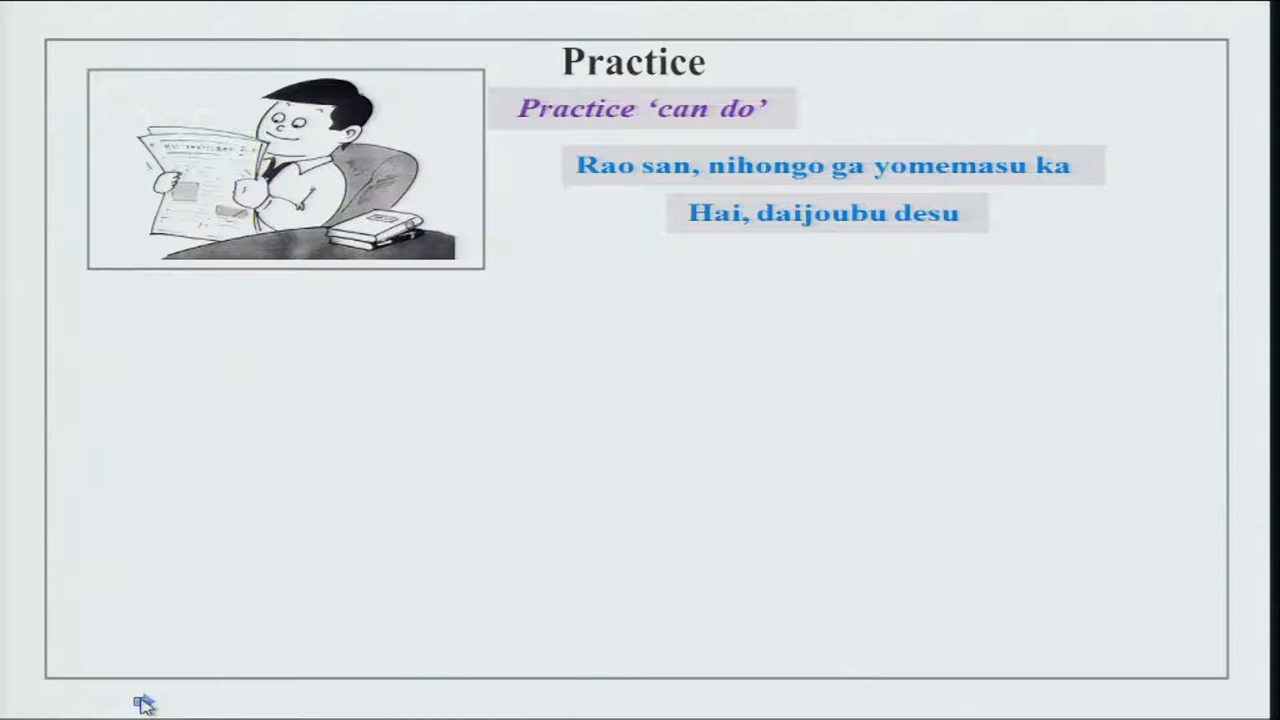 Practice
Practice ‘can do’
Rao san, nihongo ga yomemasu ka
Hai, daijoubu desu